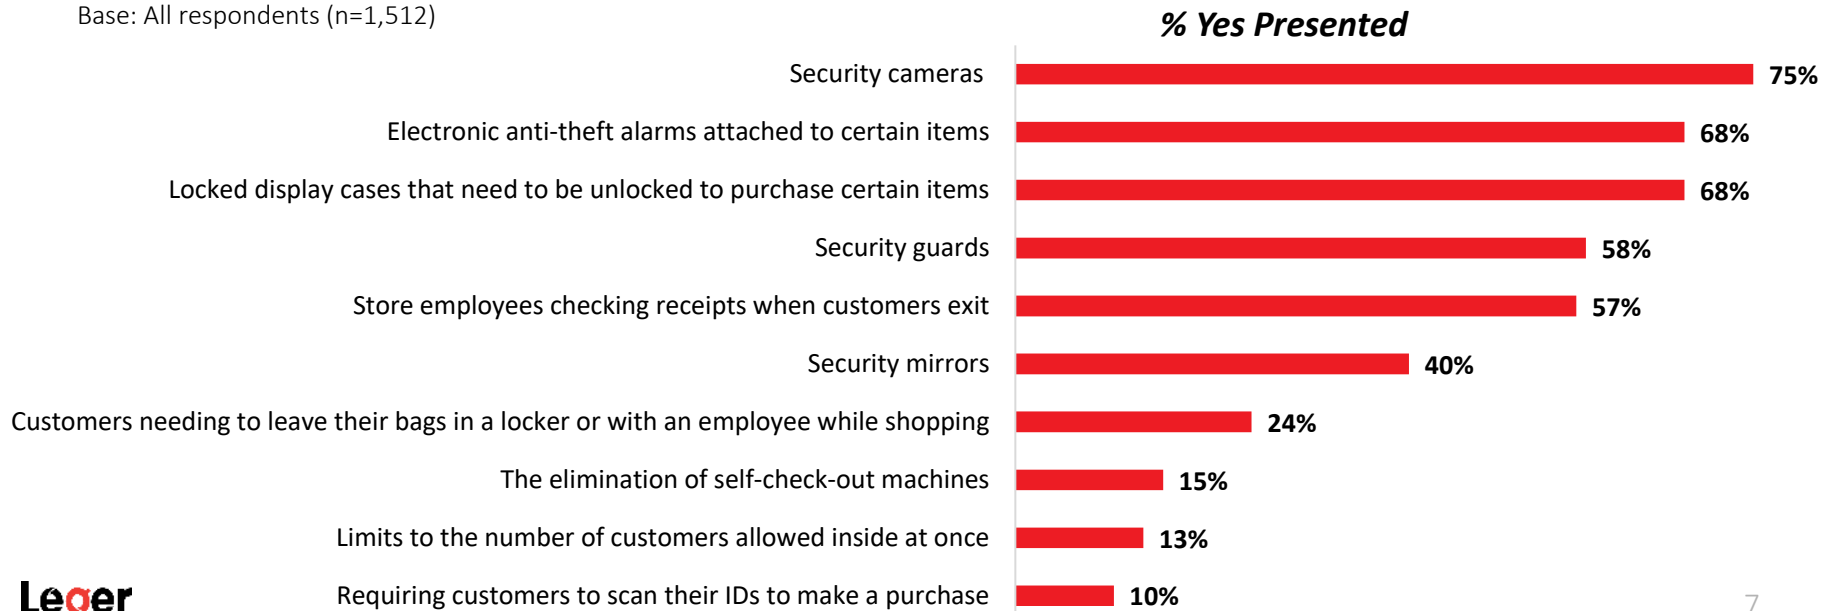 Base: All respondents (n=1,512)
% Yes Presented
Security cameras 75%
Electronic anti-theft alarms attached to certain items 68%
Locked display cases that need to be unlocked to purchase certain items 68%
Security guards 58%
Store employees checking receipts when customers exit 57%
Security mirrors 40%
Customers needing to leave their bags in a locker or with an employee while shopping 24%
The elimination of self-check-out machines 15%
Limits to the number of customers allowed inside at once 13%
Requiring customers to scan their IDs to make a purchase 10%
Léger
7